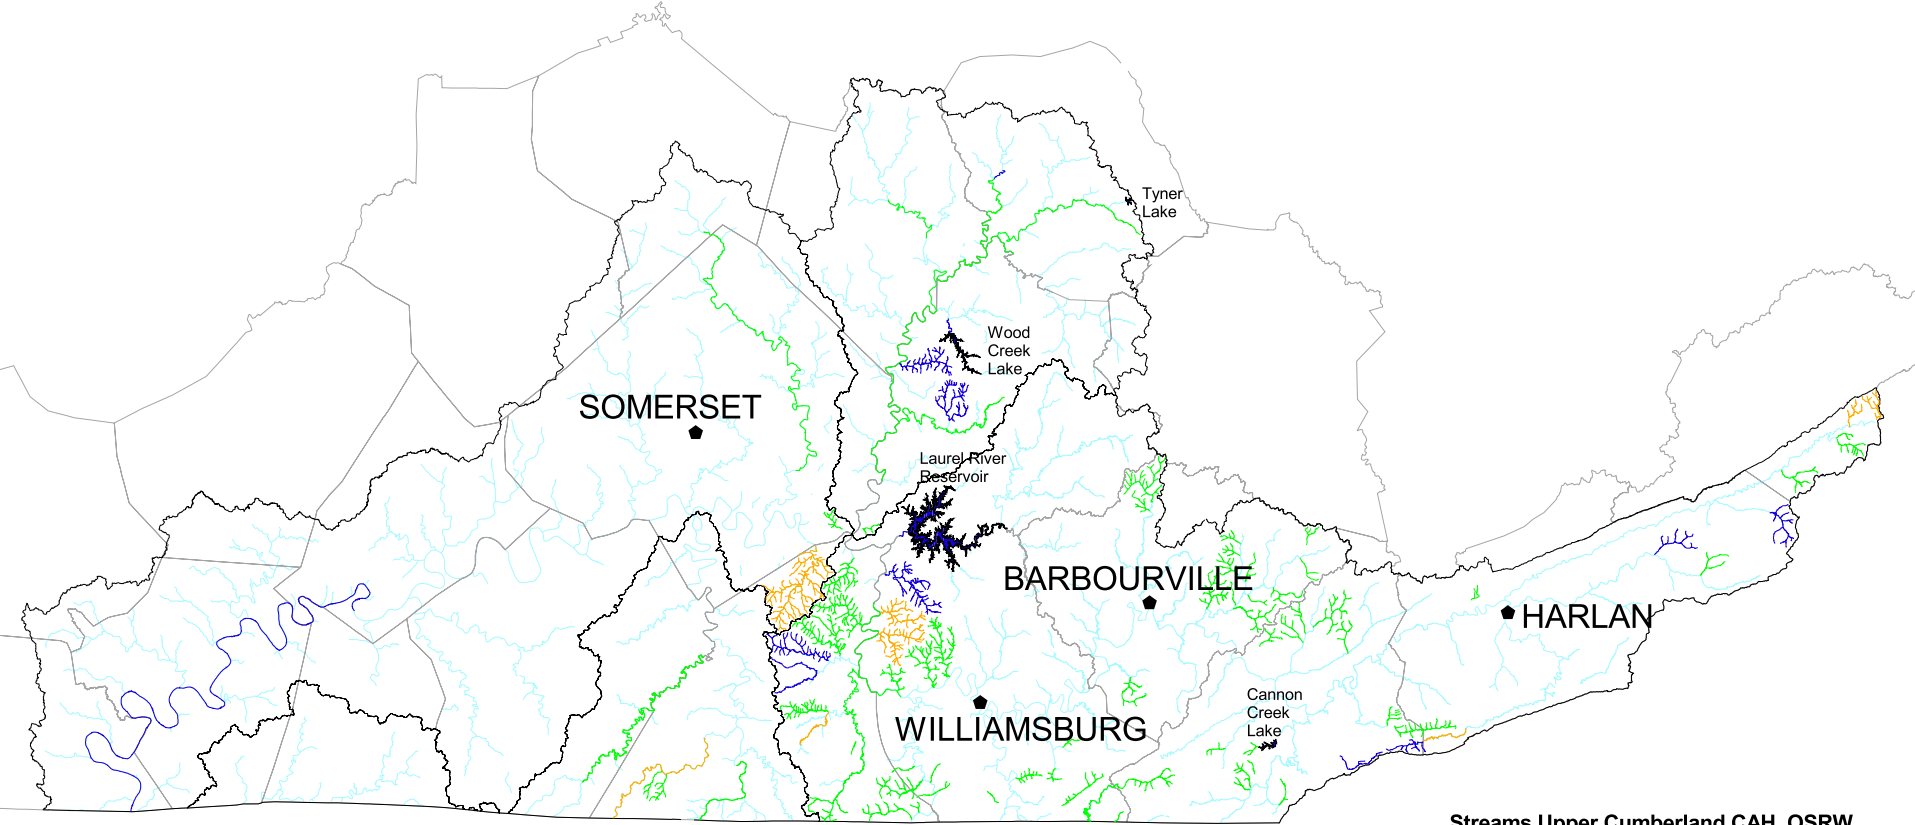 Tyner
Lake
Wood
Creek
Lake
SOMERSET
Laurel River
Reservoir
BARBOURVILLE
HARLAN
Cannon
Creek
Lake
WILLIAMSBURG
Streams Upper Cumberland CAH, OSRW